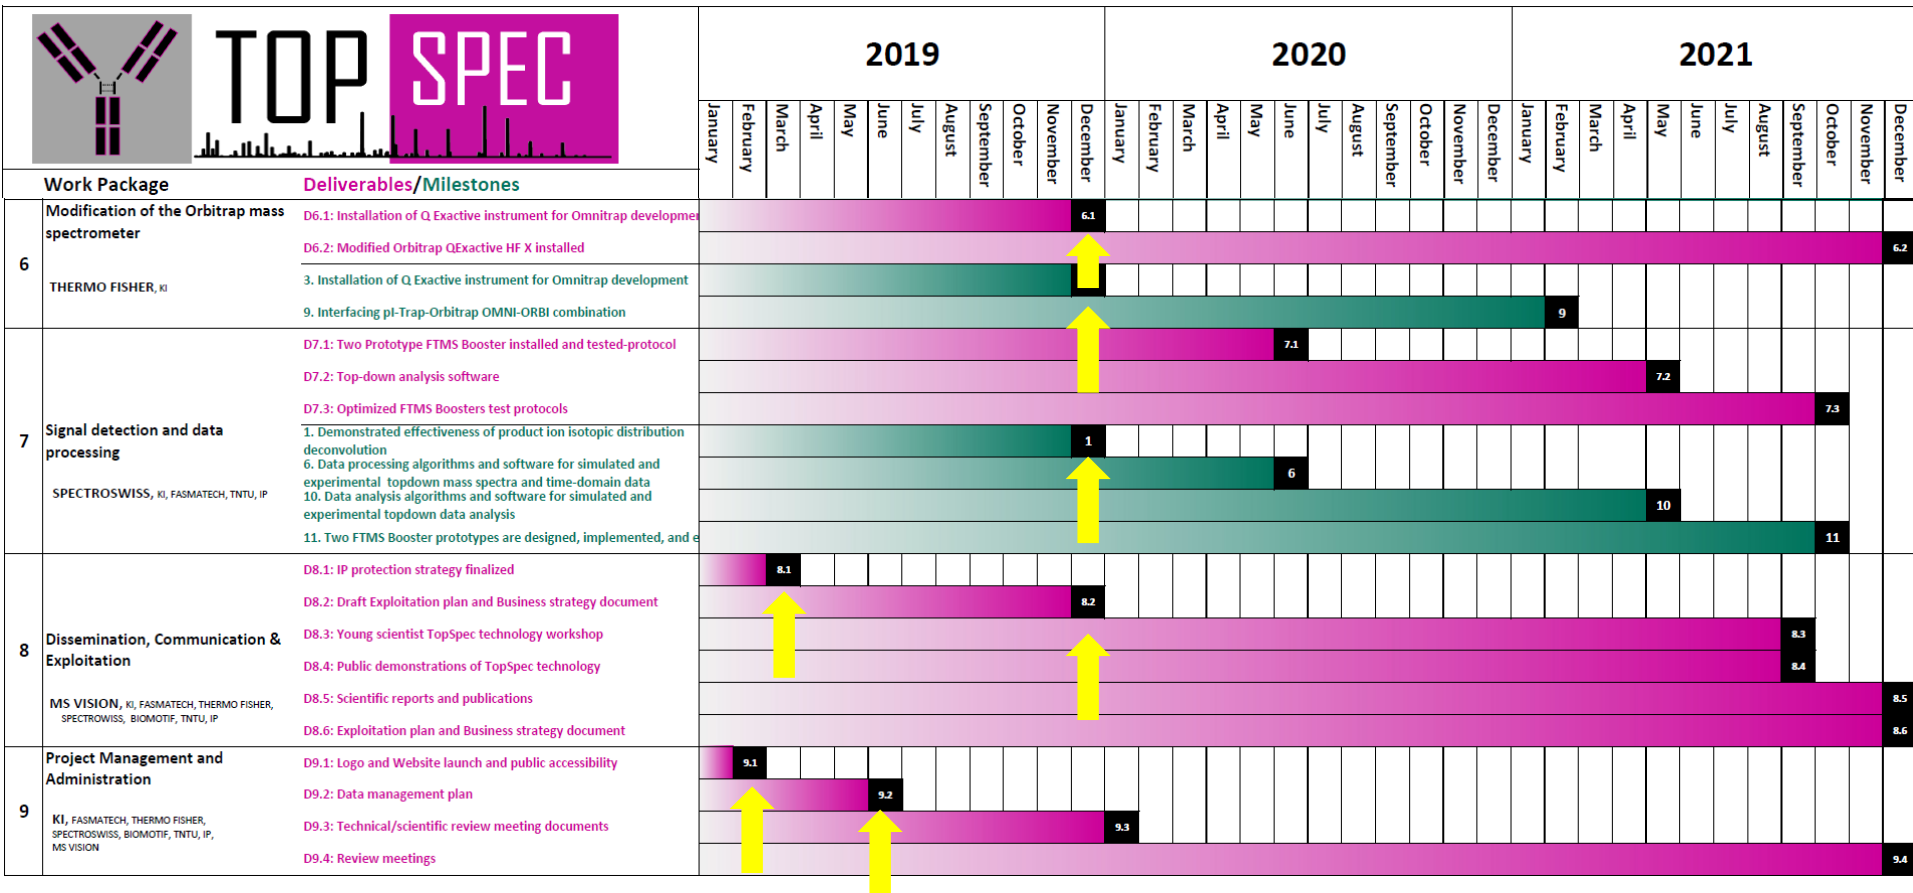 TOP SPEC
2019 2020 2021
January February March April May June July August September October November December January February March April May June July August September October November December January February March April May June July August September October November December
Work Package Deliverables/Milestones
6
Modification of the Orbitrap mass
spectrometer
THERMO FISHER, KI
D6.1: Installation of Q Exactive instrument for Omnitrap developmen
6.1
D6.2: Modified Orbitrap QExactive HF X installed
6.2
3. Installation of Q Exactive instrument for Omnitrap development
9. Interfacing pI-Trap-Orbitrap OMNI-ORBI combination
9
7
Signal detection and data
processing
SPECTROSWISS, KI, FASMATECH, TNTU, IP
D7.1: Two Prototype FTMS Booster installed and tested-protocol
7.1
D7.2: Top-down analysis software
7.2
D7.3: Optimized FTMS Boosters test protocols
7.3
1. Demonstrated effectiveness of product ion isotopic distribution
deconvolution
1
6. Data processing algorithms and software for simulated and
experimental topdown mass spectra and time-domain data
6
10. Data analysis algorithms and software for simulated and
experimental topdown data analysis
10
11. Two FTMS Booster prototypes are designed, implemented, and e
11
8
Dissemination, Communication &
Exploitation
MS VISION, KI, FASMATECH, THERMO FISHER,
SPECTROWISS, BIOMOTIF, TNTU, IP
D8.1: IP protection strategy finalized
8.1
D8.2: Draft Exploitation plan and Business strategy document
8.2
D8.3: Young scientist TopSpec technology workshop
8.3
D8.4: Public demonstrations of TopSpec technology
8.4
D8.5: Scientific reports and publications
8.5
D8.6: Exploitation plan and Business strategy document
8.6
9
Project Management and
Administration
KI, FASMATECH, THERMO FISHER,
SPECTROSWISS, BIOMOTIF, TNTU, IP,
MS VISION
D9.1: Logo and Website launch and public accessibility
9.1
D9.2: Data management plan
9.2
D9.3: Technical/scientific review meeting documents
9.3
D9.4: Review meetings
9.4